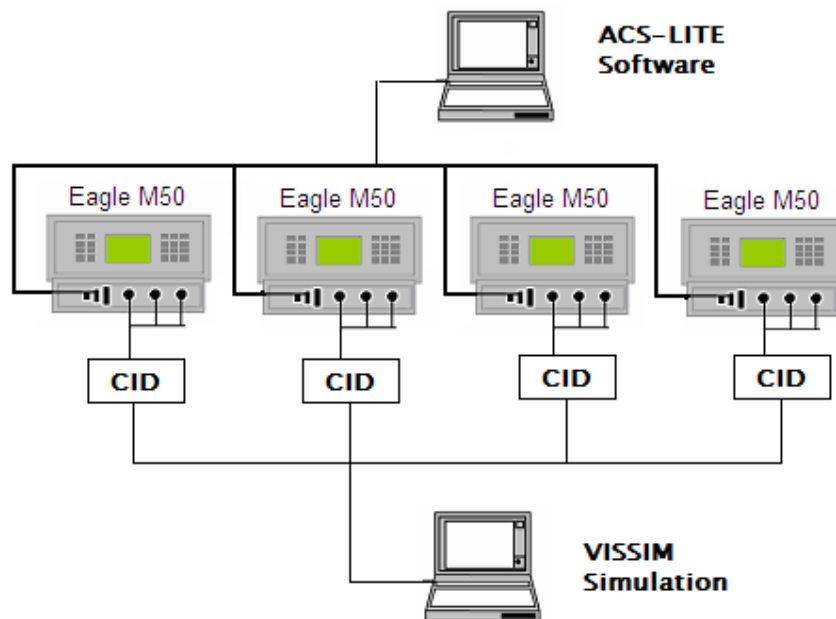 ACS-LITE
Software
Eagle M50
Eagle M50
Eagle M50
Eagle M50
CID
CID
CID
CID
VISSIM
Simulation